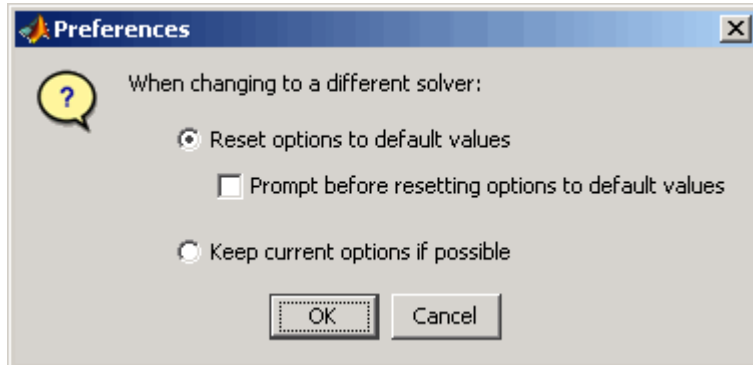 Preferences
?
When changing to a different solver:
Reset options to default values
Prompt before resetting options to default values
Keep current options if possible
OK Cancel